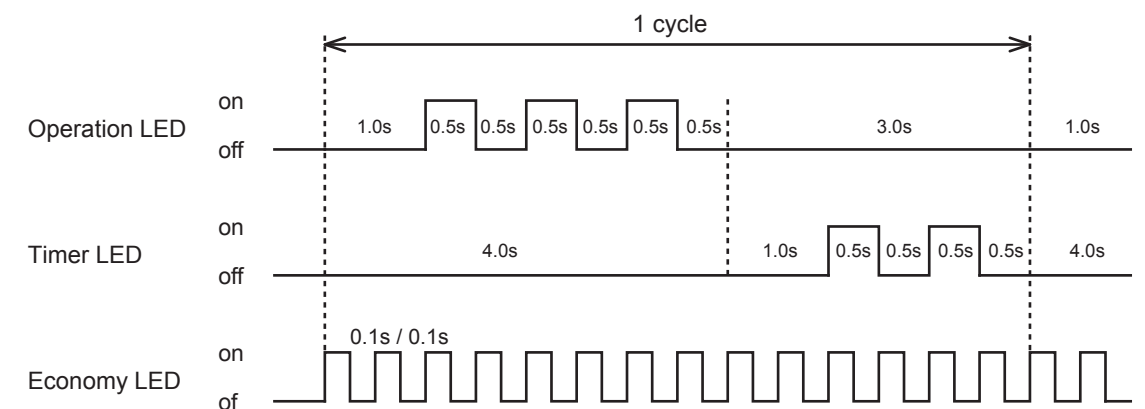 1 cycle
on
Operation LED
1.0s 0.5s 0.5s 0.5s 0.5s 0.5s 0.5s 3.0s 1.0s
off
on
Timer LED
4.0s 1.0s 0.5s 0.5s 0.5s 0.5s 4.0s
off
0.1s / 0.1s
on
Economy LED
of